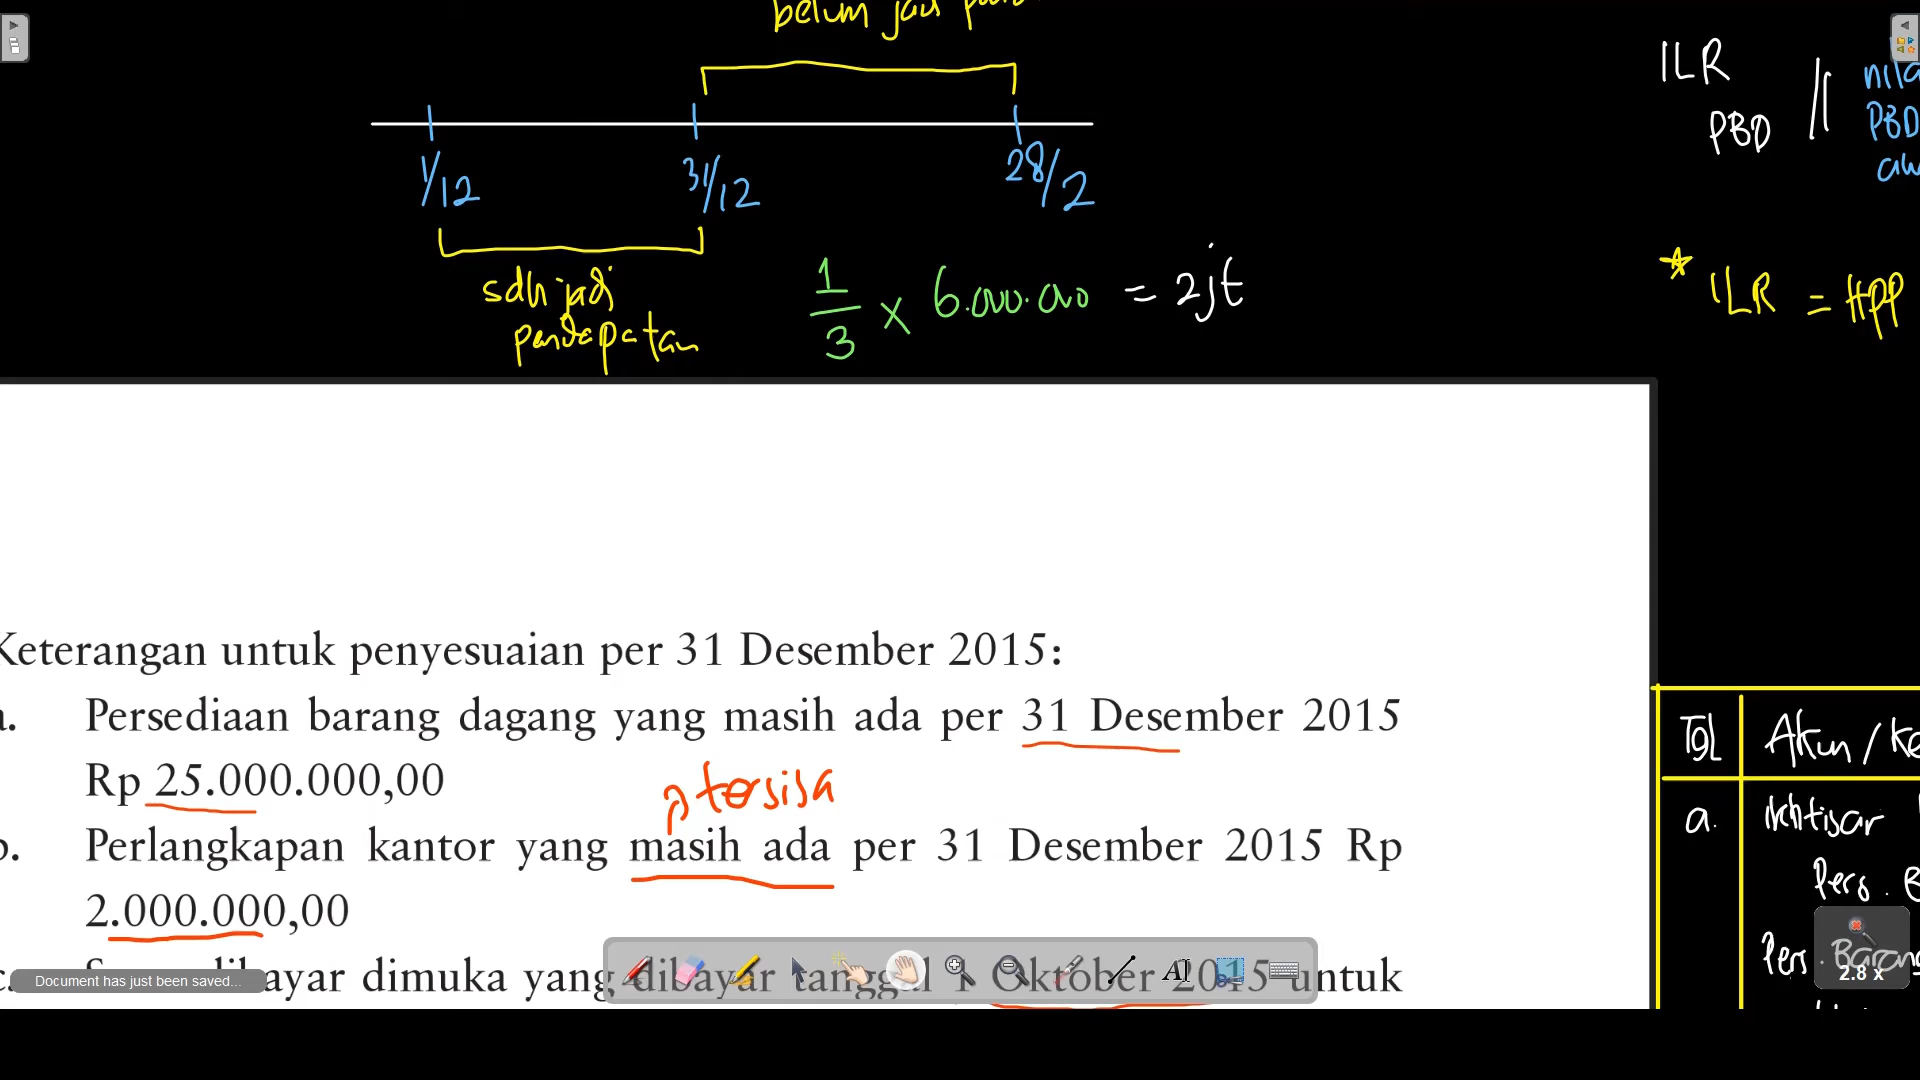 belum jadi
ILR
PBD
1/12
31/12
28/2
sdh jadi
pendapatan
1/3 x 6.000.000 = 2jt
* ILR = HPP
Keterangan untuk penyesuaian per 31 Desember 2015:
Persediaan barang dagang yang masih ada per 31 Desember 2015
Rp 25.000.000,00
tersisa
Perlangkapan kantor yang masih ada per 31 Desember 2015 Rp
2.000.000,00
dimuka yang dibayar tanggal 1 Oktober 2015 untuk
Tgl
Akun /
a.
Ikhtisar
Pers.
Pers. Barang
Document has just been saved...
2.8 x